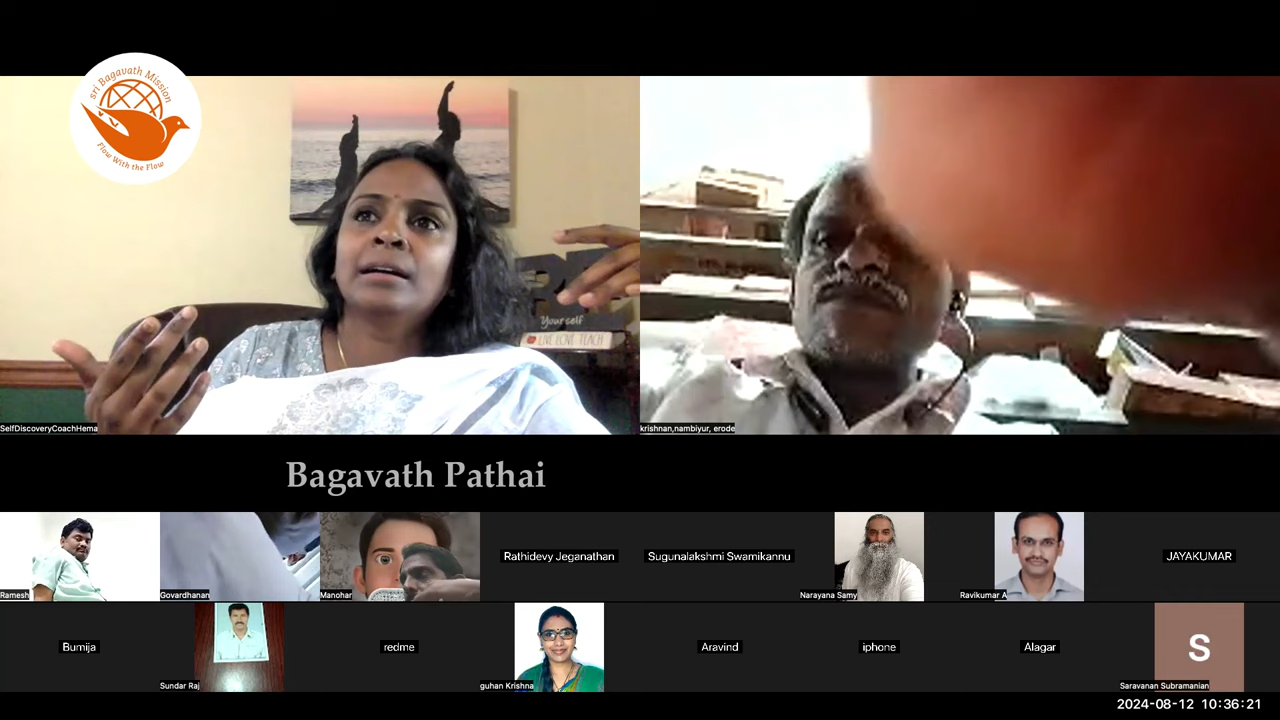 sri Bagavath Mission
Flow With the Flow
Yourself
LIVE LOVE TEACH
SelfDiscoveryCoachHema
krishnan,nambiyur, erode
Bagavath Pathai
Ramesh
Govardhanan
Manohar
Rathidevy Jeganathan
Sugunalakshmi Swamikannu
Narayana Samy
Ravikumar A
JAYAKUMAR
Bumija
Sundar Raj
redme
guhan Krishna
Aravind
iphone
Alagar
S
Saravanan Subramanian
2024-08-12 10:36:21